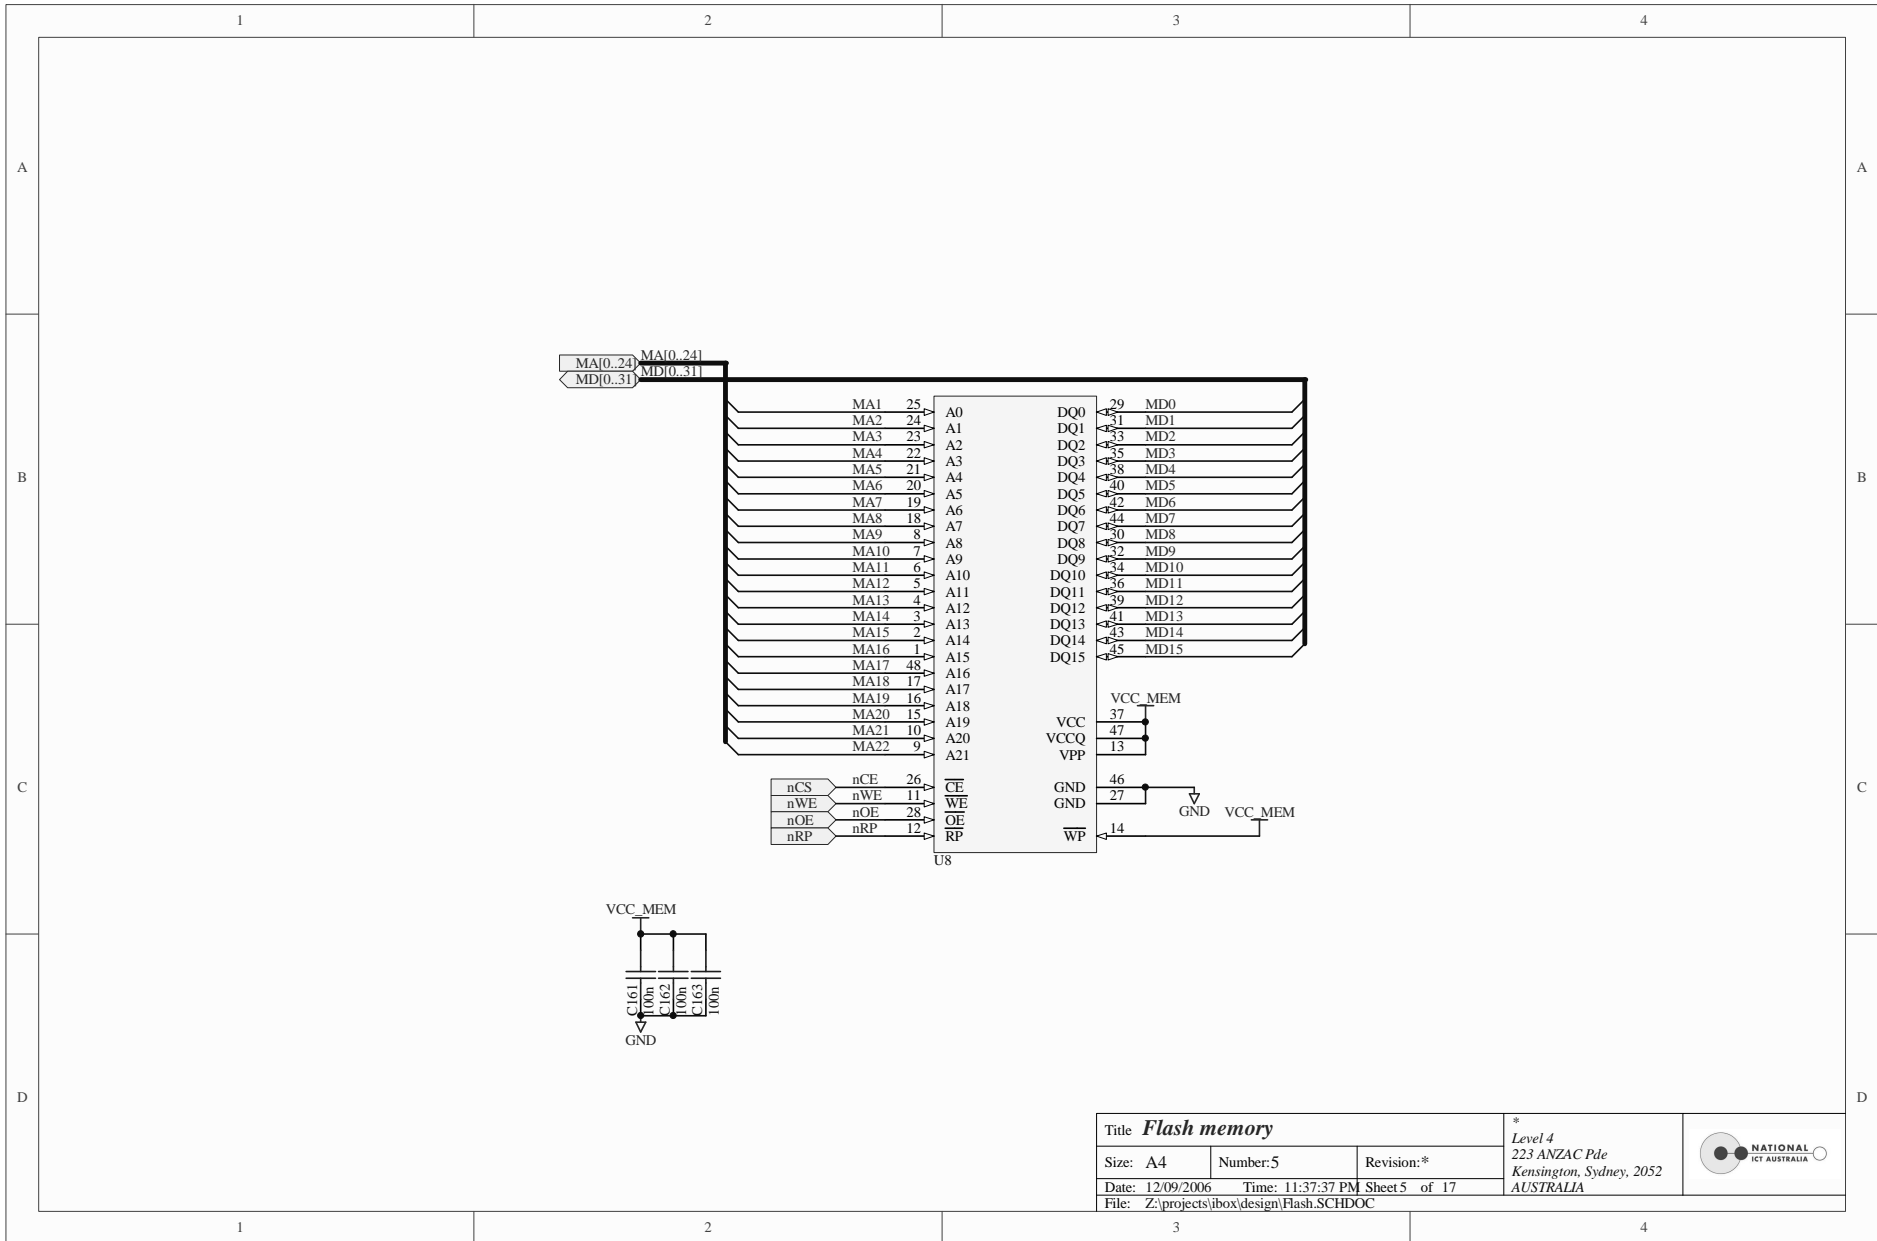 1 2 3 4
A A
B B
C C
D D
MA[0..24] MA[0..24]
MD[0..31] MD[0..31]
MA1 25 A0 DQ0 29 MD0
MA2 24 A1 DQ1 31 MD1
MA3 23 A2 DQ2 33 MD2
MA4 22 A3 DQ3 35 MD3
MA5 21 A4 DQ4 38 MD4
MA6 20 A5 DQ5 40 MD5
MA7 19 A6 DQ6 42 MD6
MA8 18 A7 DQ7 44 MD7
MA9 8 A8 DQ8 30 MD8
MA10 7 A9 DQ9 32 MD9
MA11 6 A10 DQ10 34 MD10
MA12 5 A11 DQ11 36 MD11
MA13 4 A12 DQ12 39 MD12
MA14 3 A13 DQ13 41 MD13
MA15 2 A14 DQ14 43 MD14
MA16 1 A15 DQ15 45 MD15
MA17 48 A16
MA18 17 A17
MA19 16 A18 VCC_MEM
MA20 15 A19 VCC 37
MA21 10 A20 VCCQ 47
MA22 9 A21 VPP 13
nCS nCE 26 CE GND 46
nWE nWE 11 WE GND 27
GND VCC_MEM
nOE nOE 28 OE
nRP nRP 12 RP WP 14
U8
VCC_MEM
C161 100n C162 100n C163 100n
GND
Title Flash memory
Size: A4 Number:5 Revision:*
Date: 12/09/2006 Time: 11:37:37 PM Sheet 5 of 17
File: Z:\projects\ibox\design\Flash.SCHDOC
*
Level 4
223 ANZAC Pde
Kensington, Sydney, 2052
AUSTRALIA
NATIONAL
ICT AUSTRALIA
1 2 3 4